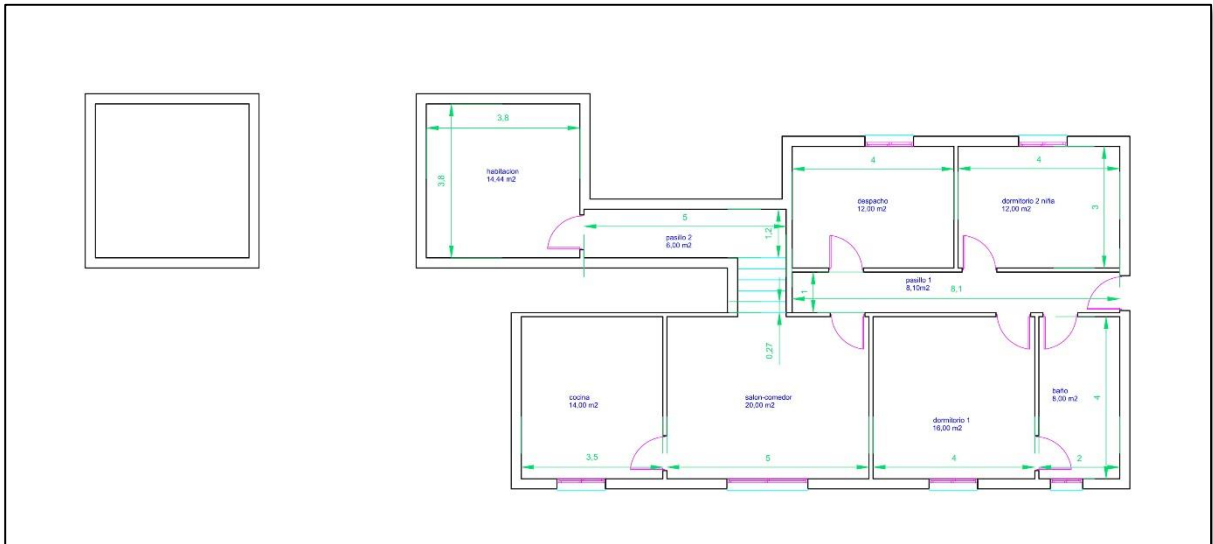 3,8
3,8
habitacion
14,44 m2
5
1,2
pasillo 2
6,00 m2
4
despacho
12,00 m2
4
3
dormitorio 2 niña
12,00 m2
pasillo 1
8,10m2
8,1
1
0,27
cocina
14,00 m2
3,5
salon-comedor
20,00 m2
5
dormitorio 1
16,00 m2
4
baño
8,00 m2
4
2